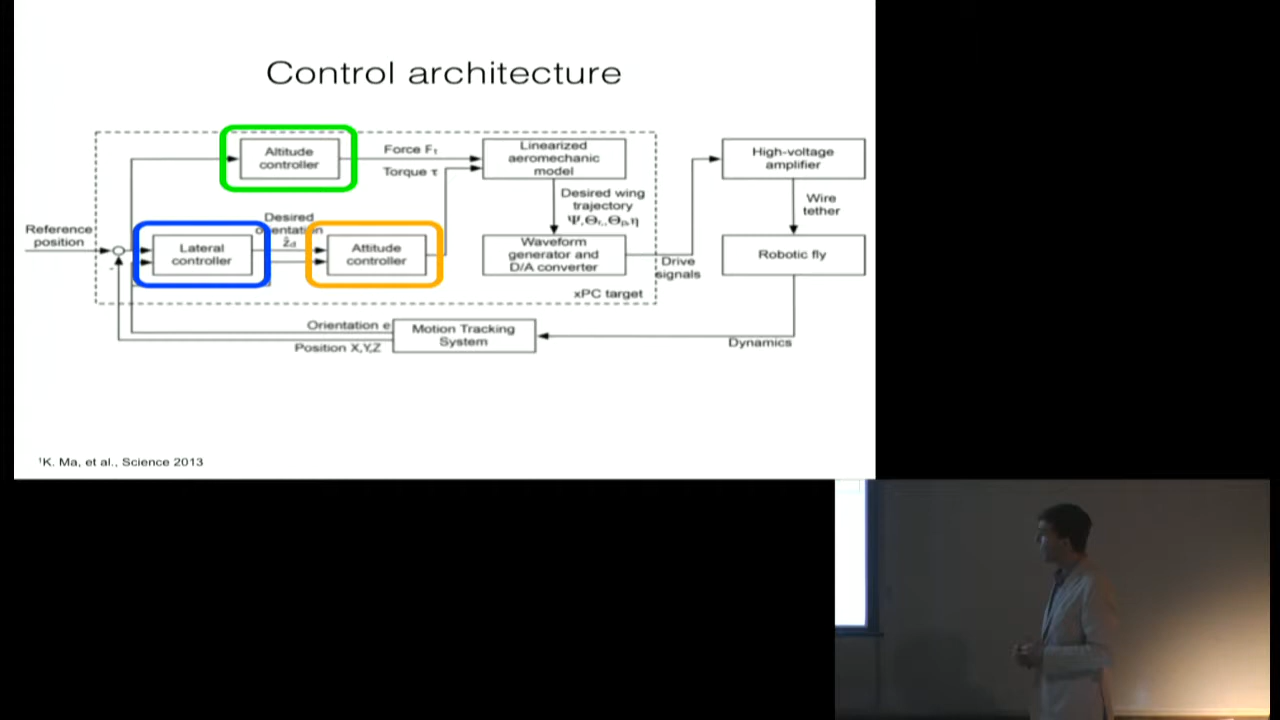 Control architecture
Altitude
controller
Force Fₜ
Torque τ
Linearized
aeromechanic
model
High-voltage
amplifier
Desired wing
trajectory
Wire
tether
Reference
position
Desired
orientation
ẑd
Lateral
controller
Attitude
controller
Waveform
generator and
D/A converter
Robotic fly
Drive
signals
xPC target
Orientation e
Position X,Y,Z
Motion Tracking
System
Dynamics
¹K. Ma, et al., Science 2013